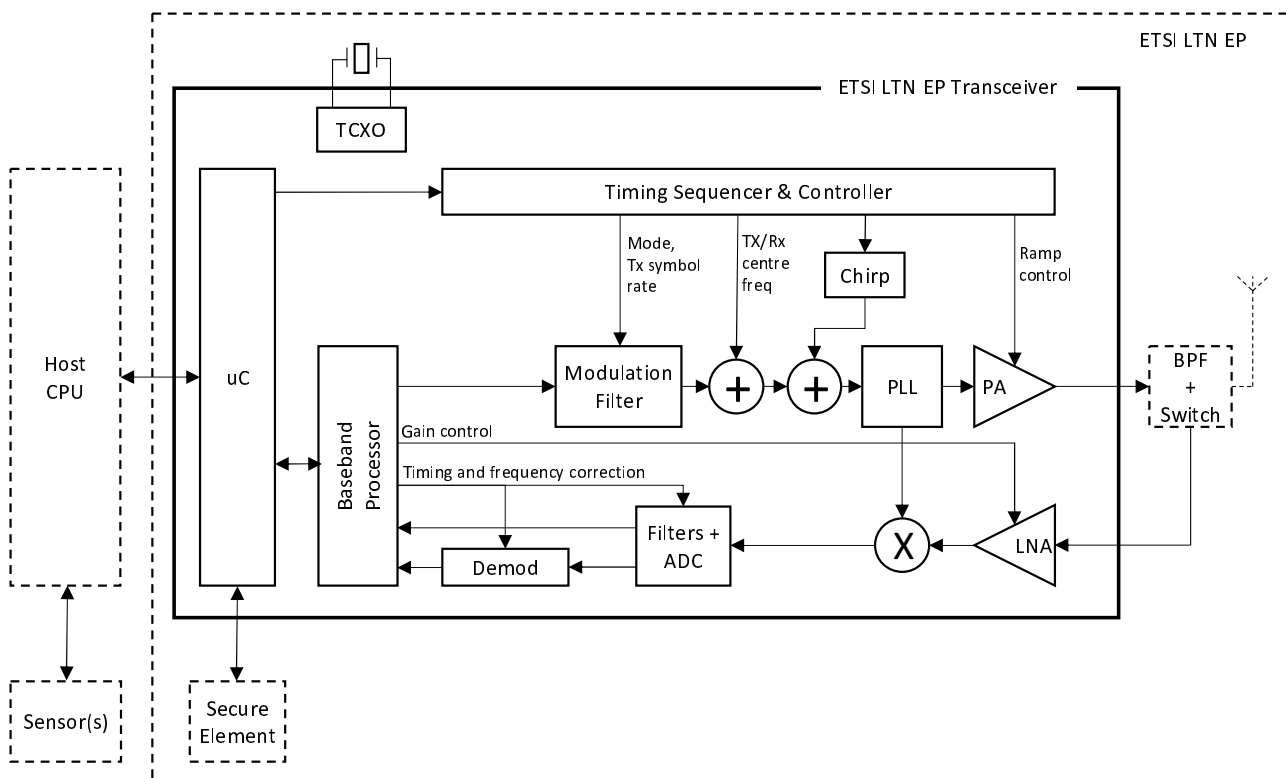 ETSI LTN EP
ETSI LTN EP Transceiver
TCXO
Timing Sequencer & Controller
Mode,
Tx symbol
rate
TX/Rx
centre
freq
Chirp
Ramp
control
Host
CPU
uC
Baseband
Processor
Modulation
Filter
+
+
PLL
PA
BPF
+
Switch
Gain control
Timing and frequency correction
Filters +
ADC
Demod
X
LNA
Sensor(s)
Secure
Element